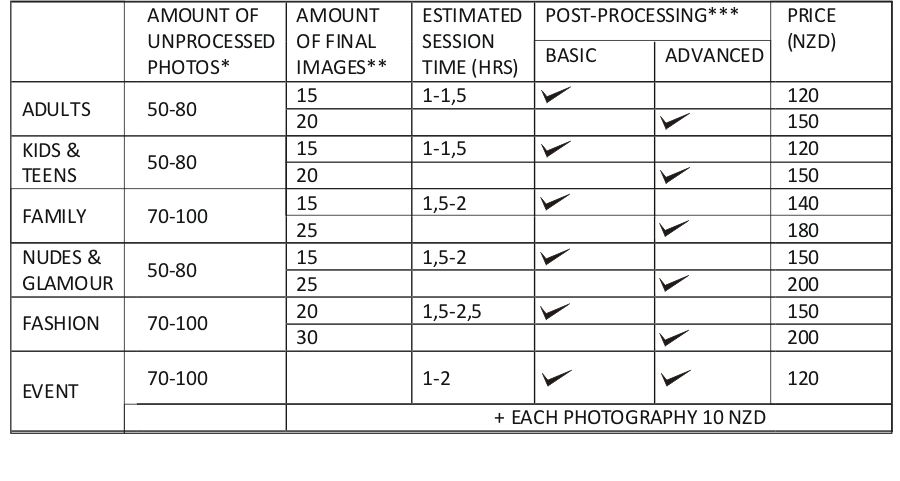 AMOUNT OF UNPROCESSED PHOTOS* AMOUNT OF FINAL IMAGES** ESTIMATED SESSION TIME (HRS) POST-PROCESSING*** PRICE (NZD)
BASIC ADVANCED
ADULTS 50-80 15 1-1,5 ✓ 120
20 ✓ 150
KIDS & TEENS 50-80 15 1-1,5 ✓ 120
20 ✓ 150
FAMILY 70-100 15 1,5-2 ✓ 140
25 ✓ 180
NUDES & GLAMOUR 50-80 15 1,5-2 ✓ 150
25 ✓ 200
FASHION 70-100 20 1,5-2,5 ✓ 150
30 ✓ 200
EVENT 70-100 1-2 ✓ ✓ 120
+ EACH PHOTOGRAPHY 10 NZD